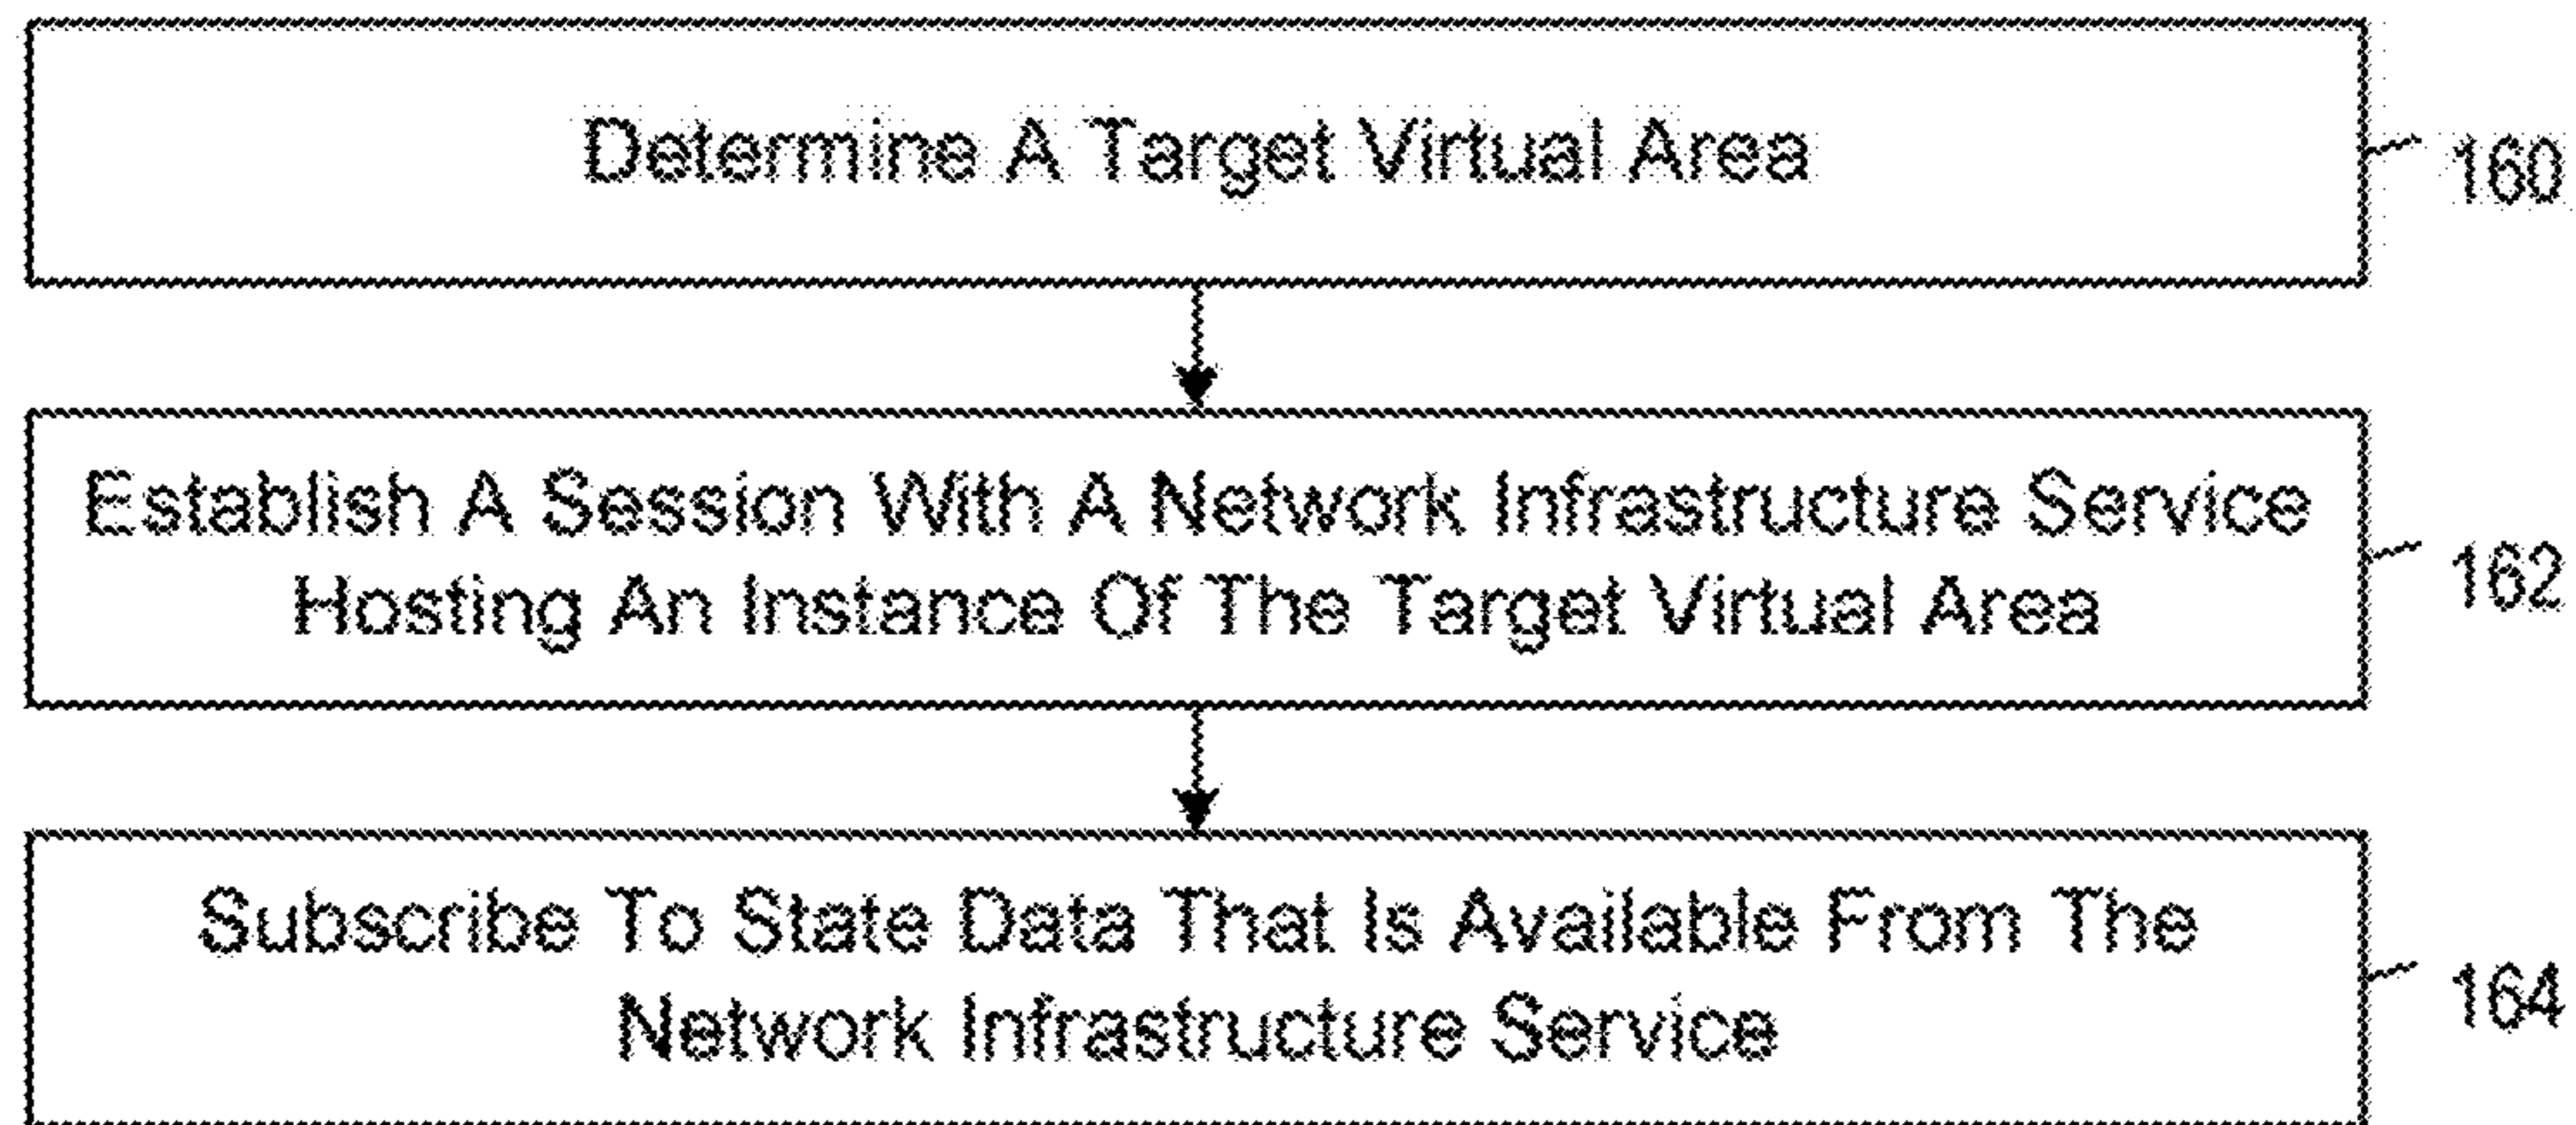 Determine A Target Virtual Area
160
Establish A Session With A Network Infrastructure Service
Hosting An Instance Of The Target Virtual Area
162
Subscribe To State Data That Is Available From The
Network Infrastructure Service
164